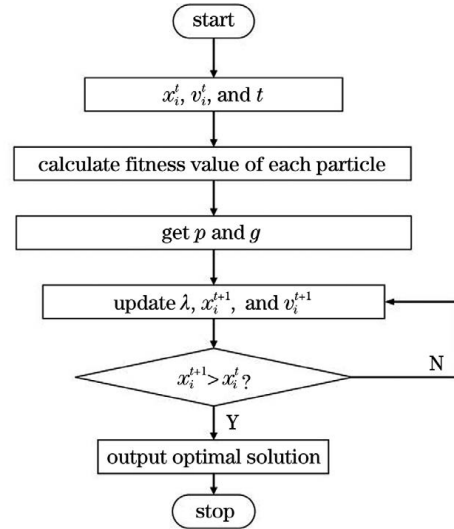 start
x_i^t, v_i^t, and t
calculate fitness value of each particle
get p and g
update λ, x_i^{t+1}, and v_i^{t+1}
x_i^{t+1}>x_i^t?
N
Y
output optimal solution
stop